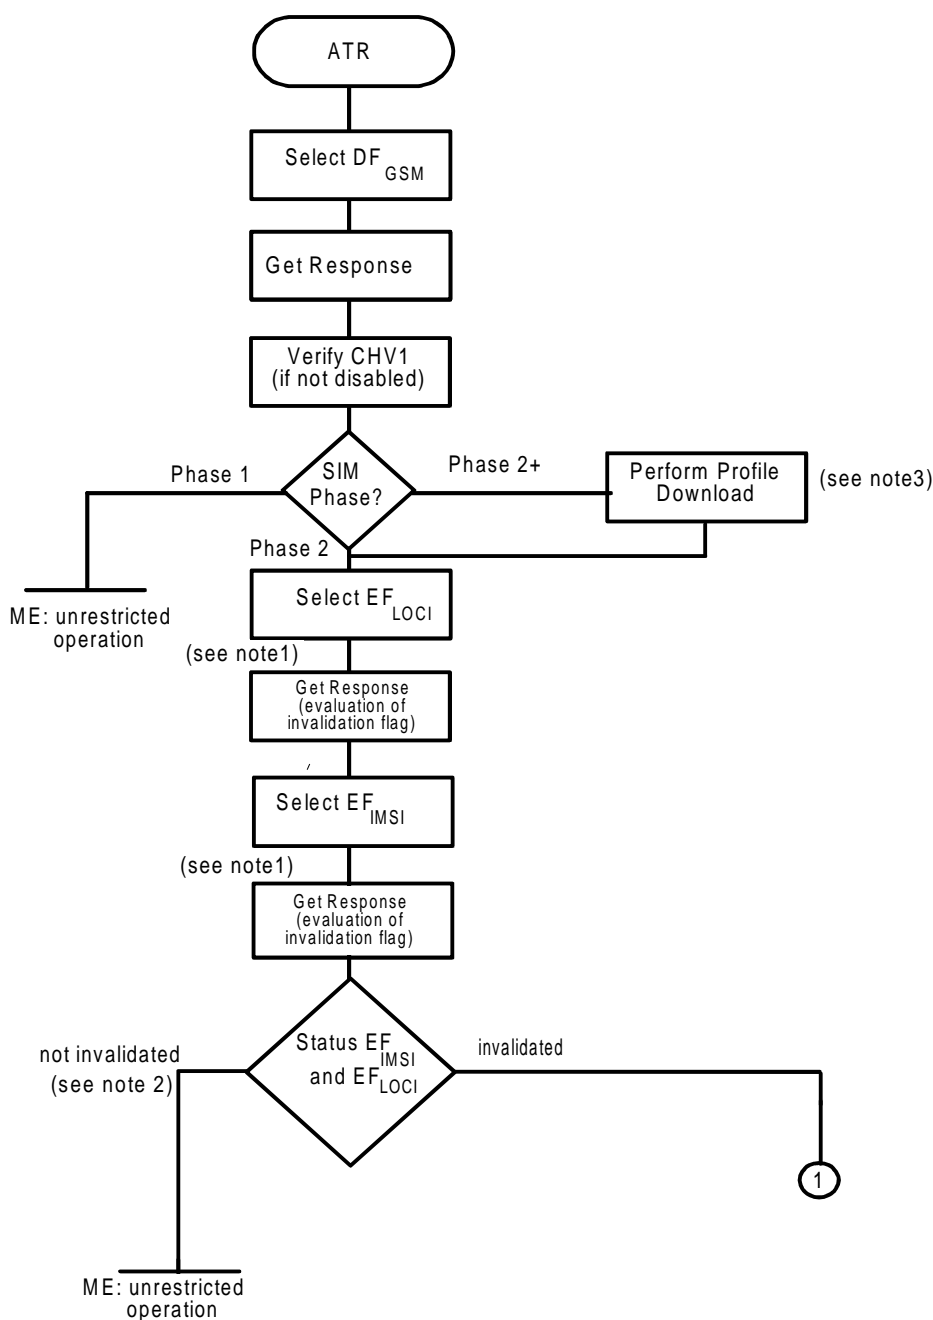 ATR
Select DF GSM
Get Response
Verify CHV1
(if not disabled)
Phase 1
SIM
Phase?
Phase 2+
Perform Profile
Download
(see note3)
Phase 2
ME: unrestricted
operation
Select EF LOCI
(see note1)
Get Response
(evaluation of
invalidation flag)
Select EF IMSI
(see note1)
Get Response
(evaluation of
invalidation flag)
not invalidated
(see note 2)
Status EF IMSI
and EF LOCI
invalidated
1
ME: unrestricted
operation